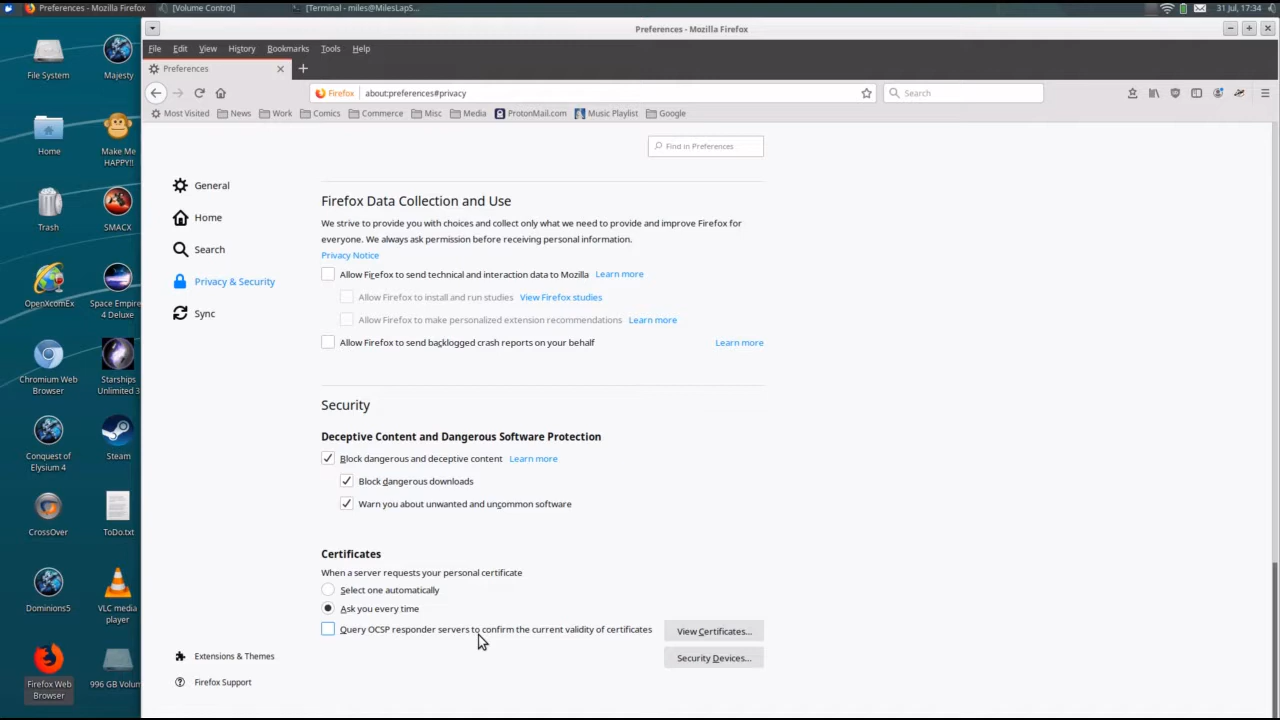 Preferences - Mozilla Firefox
[Volume Control]
[Terminal - miles@MilesLapS...
31 Jul, 17:34
File System
Majesty
Home
Make Me
HAPPY!!
Trash
SMACX
OpenXcomEx
Space Empire
4 Deluxe
Chromium Web
Browser
Starships
Unlimited 3
Conquest of
Elysium 4
Steam
CrossOver
ToDo.txt
Dominions5
VLC media
player
Firefox Web
Browser
996 GB Volum
Preferences - Mozilla Firefox
File Edit View History Bookmarks Tools Help
Preferences
Firefox about:preferences#privacy
Search
Most Visited News Work Comics Commerce Misc Media ProtonMail.com Music Playlist Google
Find in Preferences
General
Home
Search
Privacy & Security
Sync
Extensions & Themes
Firefox Support
Firefox Data Collection and Use
We strive to provide you with choices and collect only what we need to provide and improve Firefox for
everyone. We always ask permission before receiving personal information.
Privacy Notice
Allow Firefox to send technical and interaction data to Mozilla Learn more
Allow Firefox to install and run studies View Firefox studies
Allow Firefox to make personalized extension recommendations Learn more
Allow Firefox to send backlogged crash reports on your behalf Learn more
Security
Deceptive Content and Dangerous Software Protection
Block dangerous and deceptive content Learn more
Block dangerous downloads
Warn you about unwanted and uncommon software
Certificates
When a server requests your personal certificate
Select one automatically
Ask you every time
Query OCSP responder servers to confirm the current validity of certificates
View Certificates...
Security Devices...